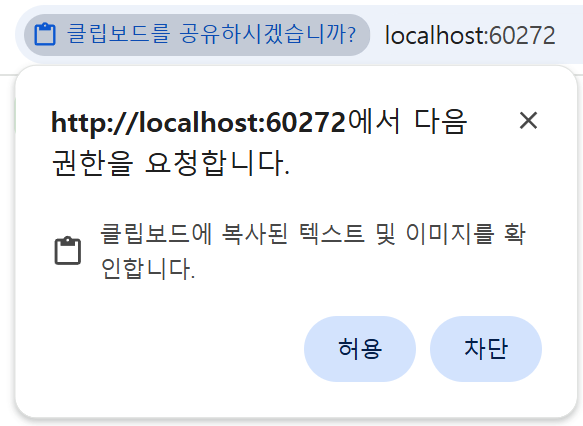 클립보드를 공유하시겠습니까? localhost:60272
http://localhost:60272에서 다음
권한을 요청합니다.
클립보드에 복사된 텍스트 및 이미지를 확
인합니다.
허용 차단